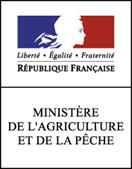 Liberté • Égalité • Fraternité
RÉPUBLIQUE FRANÇAISE
MINISTÈRE
DE L'AGRICULTURE
ET DE LA PÊCHE